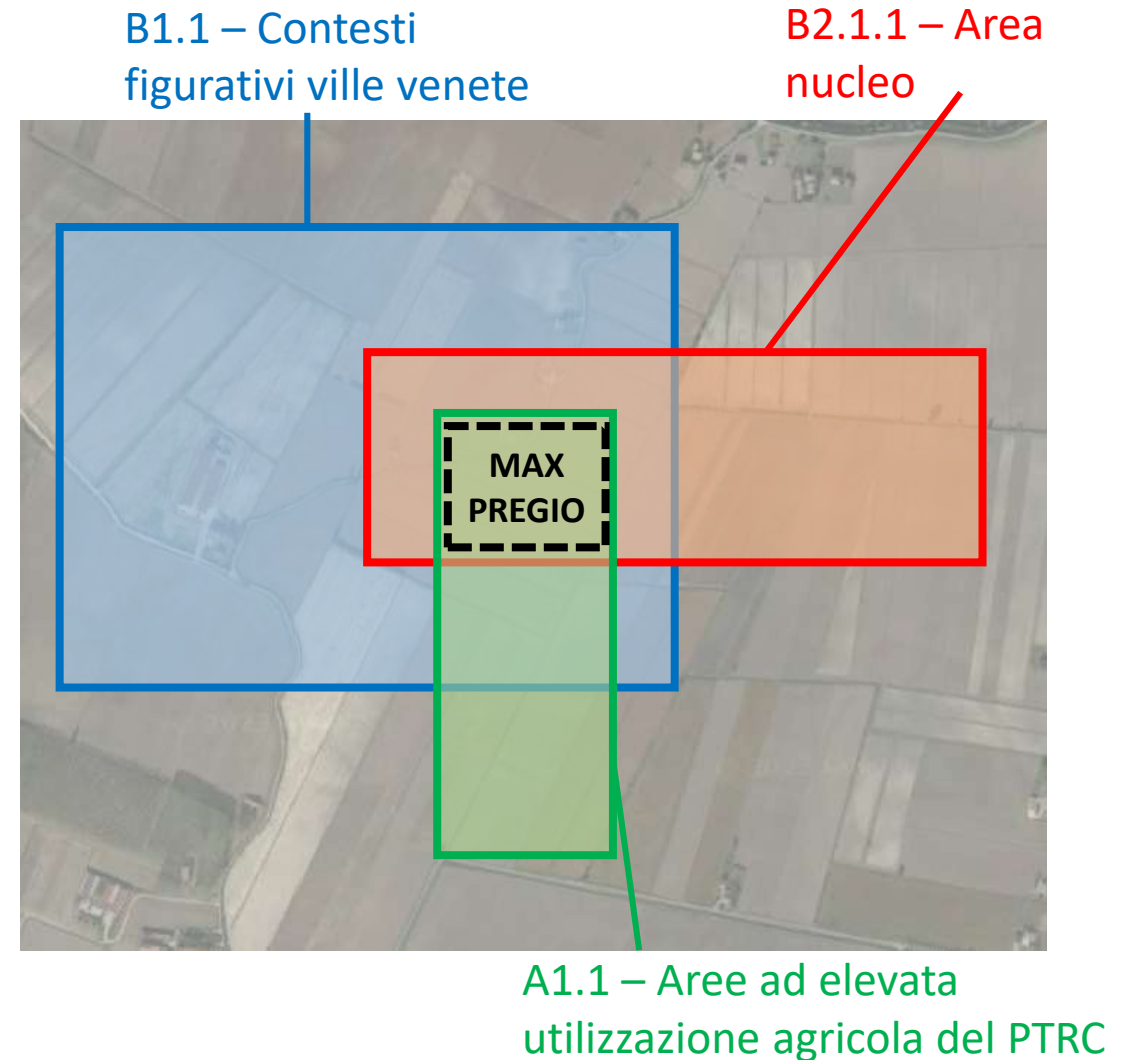 B1.1 – Contesti
figurativi ville venete
B2.1.1 – Area
nucleo
MAX
PREGIO
A1.1 – Aree ad elevata
utilizzazione agricola del PTRC